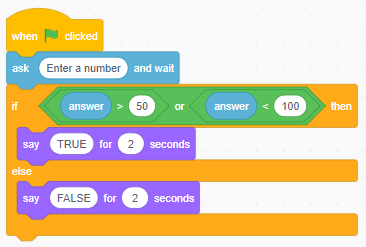 when clicked
ask Enter a number and wait
if answer > 50 or answer < 100 then
say TRUE for 2 seconds
else
say FALSE for 2 seconds